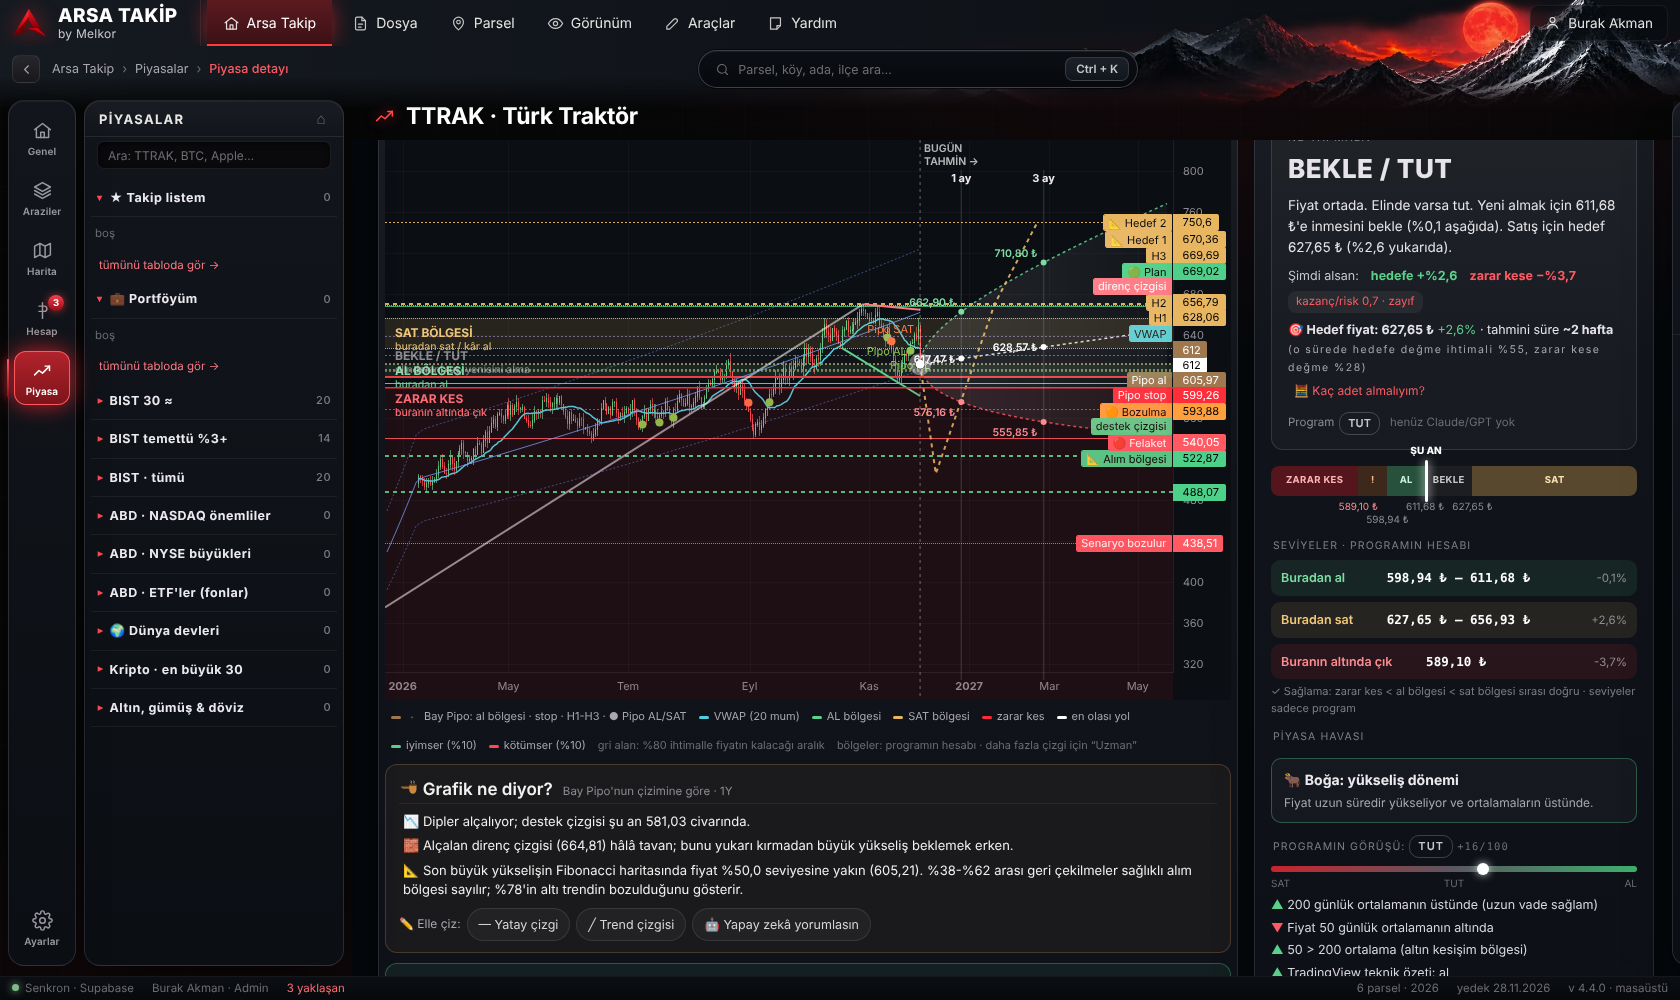 ARSA TAKİP
by Melkor
Arsa Takip
Dosya
Parsel
Görünüm
Araçlar
Yardım
Burak Akman
Arsa Takip › Piyasalar › Piyasa detayı
Parsel, köy, ada, ilçe ara...
Ctrl + K
Genel
Araziler
Harita
3
Hesap
Piyasa
Ayarlar
PİYASALAR
Ara: TTRAK, BTC, Apple...
★ Takip listem 0
boş
tümünü tabloda gör →
Portföyüm 0
boş
tümünü tabloda gör →
BIST 30 ≈ 20
BIST temettü %3+ 14
BIST · tümü 20
ABD · NASDAQ önemliler 0
ABD · NYSE büyükleri 0
ABD · ETF'ler (fonlar) 0
Dünya devleri 0
Kripto · en büyük 30 0
Altın, gümüş & döviz 0
TTRAK · Türk Traktör
BUGÜN
TAHMİN →
1 ay
3 ay
800
760
Hedef 2 750,6
Hedef 1 670,36
H3 669,69
Plan 669,02
direnç çizgisi
H2 656,79
H1 628,06
VWAP 640
612
612
Pipo al 605,97
Pipo stop 599,26
Bozulma 593,88
destek çizgisi
Felaket 540,05
Alım bölgesi 522,87
488,07
Senaryo bozulur 438,51
400
360
320
710,80 ₺
662,90 ₺
628,57 ₺
576,16 ₺
555,85 ₺
Pipo SAT
Pipo AL
SAT BÖLGESİ
buradan sat / kâr al
BEKLE / TUT
AL BÖLGESİ
buradan al
ZARAR KES
buranın altında çık
2026 May Tem Eyl Kas 2027 Mar May
Bay Pipo: al bölgesi · stop · H1-H3 · Pipo AL/SAT
VWAP (20 mum)
AL bölgesi
SAT bölgesi
zarar kes
en olası yol
iyimser (%10)
kötümser (%10)
gri alan: %80 ihtimalle fiyatın kalacağı aralık
bölgeler: programın hesabı · daha fazla çizgi için "Uzman"
Grafik ne diyor? Bay Pipo'nun çizimine göre · 1Y
Dipler alçalıyor; destek çizgisi şu an 581,03 civarında.
Alçalan direnç çizgisi (664,81) hâlâ tavan; bunu yukarı kırmadan büyük yükseliş beklemek erken.
Son büyük yükselişin Fibonacci haritasında fiyat %50,0 seviyesine yakın (605,21). %38-%62 arası geri çekilmeler sağlıklı alım
bölgesi sayılır; %78'in altı trendin bozulduğunu gösterir.
Elle çiz:
— Yatay çizgi
/ Trend çizgisi
Yapay zekâ yorumlasın
BEKLE / TUT
Fiyat ortada. Elinde varsa tut. Yeni almak için 611,68
₺'e inmesini bekle (%0,1 aşağıda). Satış için hedef
627,65 ₺ (%2,6 yukarıda).
Şimdi alsan: hedefe +%2,6 zarar kese −%3,7
kazanç/risk 0,7 · zayıf
Hedef fiyat: 627,65 ₺ +2,6% · tahmini süre ~2 hafta
(o sürede hedefe değme ihtimali %55, zarar kese
değme %28)
Kaç adet almalıyım?
Program TUT henüz Claude/GPT yok
ŞU AN
ZARAR KES ! AL BEKLE SAT
589,10 ₺ 611,68 ₺ 627,65 ₺
598,94 ₺
SEVİYELER · PROGRAMIN HESABI
Buradan al 598,94 ₺ – 611,68 ₺ -0,1%
Buradan sat 627,65 ₺ – 656,93 ₺ +2,6%
Buranın altında çık 589,10 ₺ -3,7%
✓ Sağlama: zarar kes < al bölgesi < sat bölgesi sırası doğru · seviyeler
sadece program
PİYASA HAVASI
Boğa: yükseliş dönemi
Fiyat uzun süredir yükseliyor ve ortalamaların üstünde.
PROGRAMIN GÖRÜŞÜ: TUT +16/100
SAT TUT AL
▲ 200 günlük ortalamanın üstünde (uzun vade sağlam)
▼ Fiyat 50 günlük ortalamanın altında
▲ 50 > 200 ortalama (altın kesişim bölgesi)
▲ TradingView teknik özeti: al
Senkron · Supabase
Burak Akman · Admin
3 yaklaşan
6 parsel · 2026
yedek 28.11.2026
v 4.4.0 · masaüstü